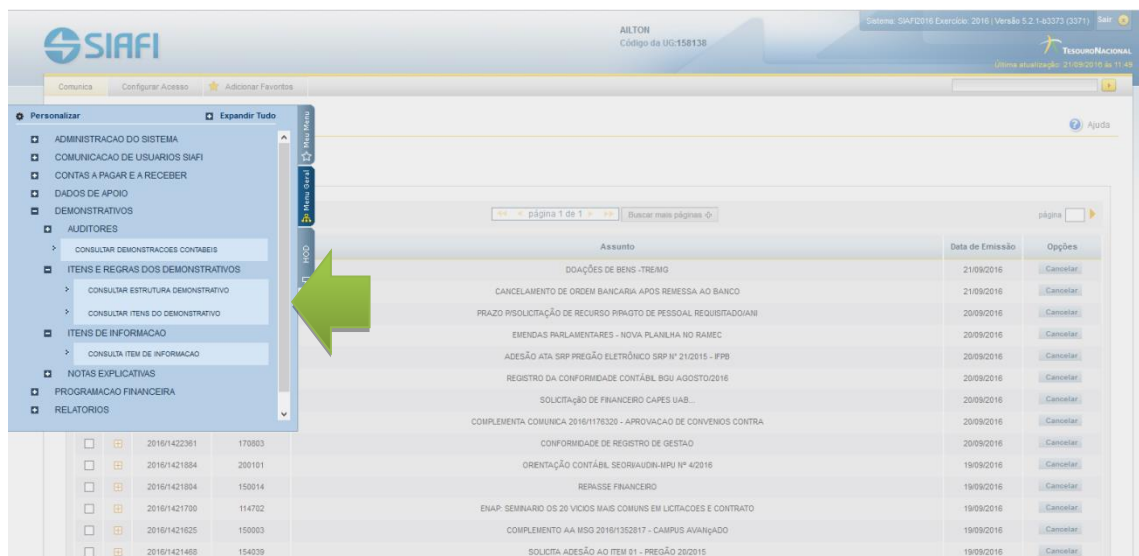 Sistema: SIAFI2016 Exercício: 2016 | Versão 5.2.1-b3373 (3371) Sair
SIAFI
AILTON
Código da UG:158138
TESOURO NACIONAL
Última atualização: 21/09/2016 às 11:49
Comunica Configurar Acesso Adicionar Favoritos
Personalizar Expandir Tudo
Meu Menu
Menu Geral
HOD
Ajuda
ADMINISTRACAO DO SISTEMA
COMUNICACAO DE USUARIOS SIAFI
CONTAS A PAGAR E A RECEBER
DADOS DE APOIO
DEMONSTRATIVOS
AUDITORES
CONSULTAR DEMONSTRACOES CONTABEIS
ITENS E REGRAS DOS DEMONSTRATIVOS
CONSULTAR ESTRUTURA DEMONSTRATIVO
CONSULTAR ITENS DO DEMONSTRATIVO
ITENS DE INFORMACAO
CONSULTA ITEM DE INFORMACAO
NOTAS EXPLICATIVAS
PROGRAMACAO FINANCEIRA
RELATORIOS
<< < página 1 de 1 > >> Buscar mais páginas página
Assunto Data de Emissão Opções
DOAÇÕES DE BENS -TRE/MG 21/09/2016 Cancelar
CANCELAMENTO DE ORDEM BANCARIA APOS REMESSA AO BANCO 21/09/2016 Cancelar
PRAZO P/SOLICITAÇÃO DE RECURSO P/PAGTO DE PESSOAL REQUISITADO/ANI 20/09/2016 Cancelar
EMENDAS PARLAMENTARES - NOVA PLANILHA NO RAMEC 20/09/2016 Cancelar
ADESÃO ATA SRP PREGÃO ELETRÔNICO SRP Nº 21/2015 - IFPB 20/09/2016 Cancelar
REGISTRO DA CONFORMIDADE CONTÁBIL BGU AGOSTO/2016 20/09/2016 Cancelar
SOLICITAçãO DE FINANCEIRO CAPES UAB... 20/09/2016 Cancelar
COMPLEMENTA COMUNICA 2016/1176320 - APROVACAO DE CONVENOS CONTRA 20/09/2016 Cancelar
2016/1422361 170803 CONFORMIDADE DE REGISTRO DE GESTAO 20/09/2016 Cancelar
2016/1421884 200101 ORIENTAÇÃO CONTÁBIL SEORI/AUDIN-MPU Nº 4/2016 19/09/2016 Cancelar
2016/1421804 150014 REPASSE FINANCEIRO 19/09/2016 Cancelar
2016/1421700 114702 ENAP: SEMINARIO OS 20 VICIOS MAIS COMUNS EM LICITACOES E CONTRATO 19/09/2016 Cancelar
2016/1421625 150003 COMPLEMENTO AA MSG 2016/1352817 - CAMPUS AVANçADO 19/09/2016 Cancelar
2016/1421468 154039 SOLICITA ADESÃO AO ITEM 01 - PREGÃO 20/2015 19/09/2016 Cancelar